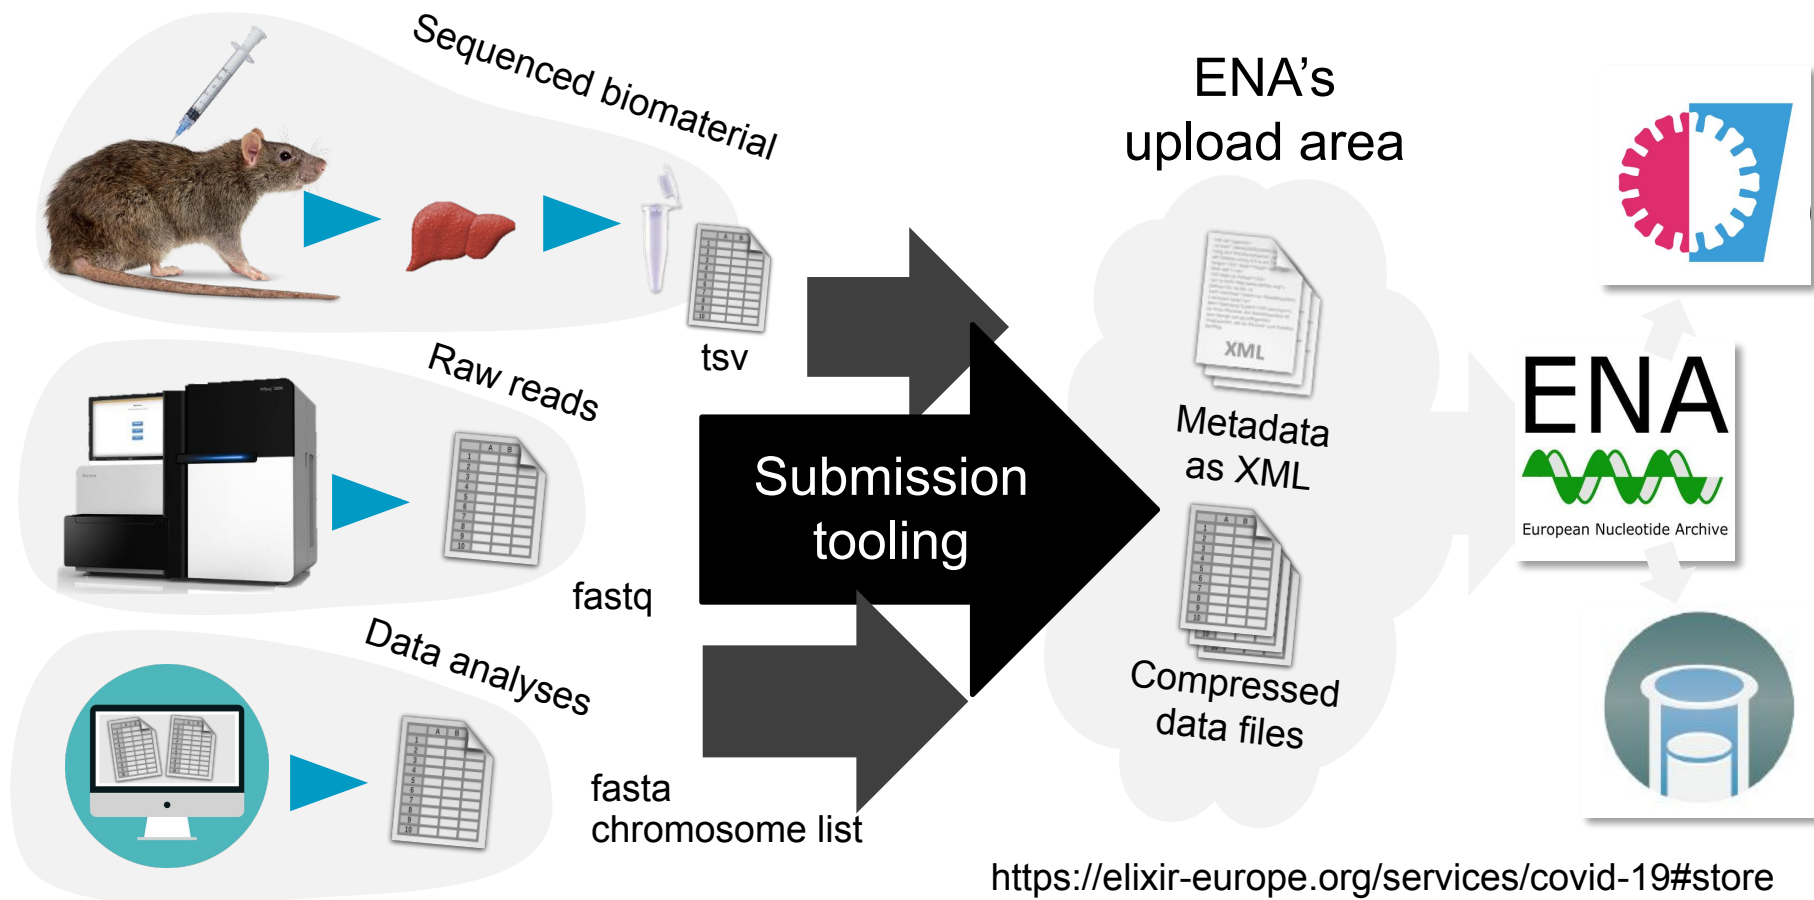 Sequenced biomaterial
tsv
Raw reads
fastq
Data analyses
fasta
chromosome list
Submission
tooling
ENA's
upload area
XML
Metadata
as XML
Compressed
data files
ENA
European Nucleotide Archive
https://elixir-europe.org/services/covid-19#store